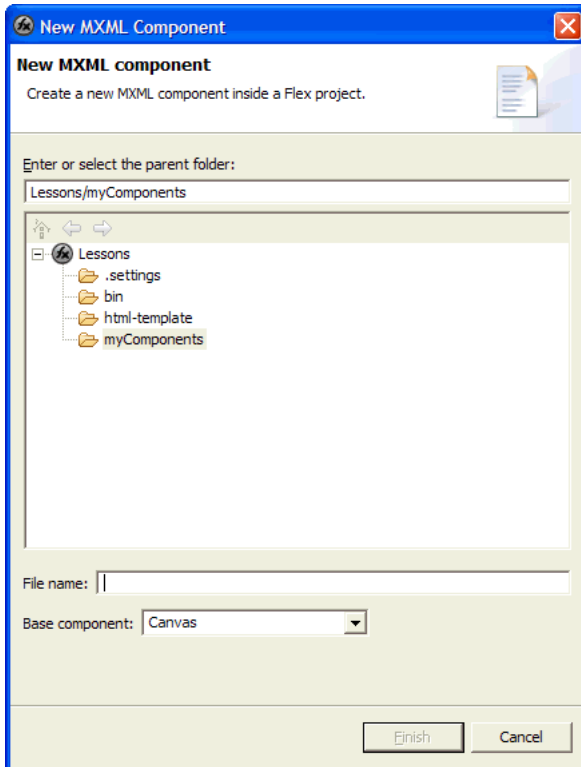 New MXML Component
New MXML component
Create a new MXML component inside a Flex project.
Enter or select the parent folder:
Lessons/myComponents
Lessons
.settings
bin
html-template
myComponents
File name:
Base component: Canvas
Finish Cancel